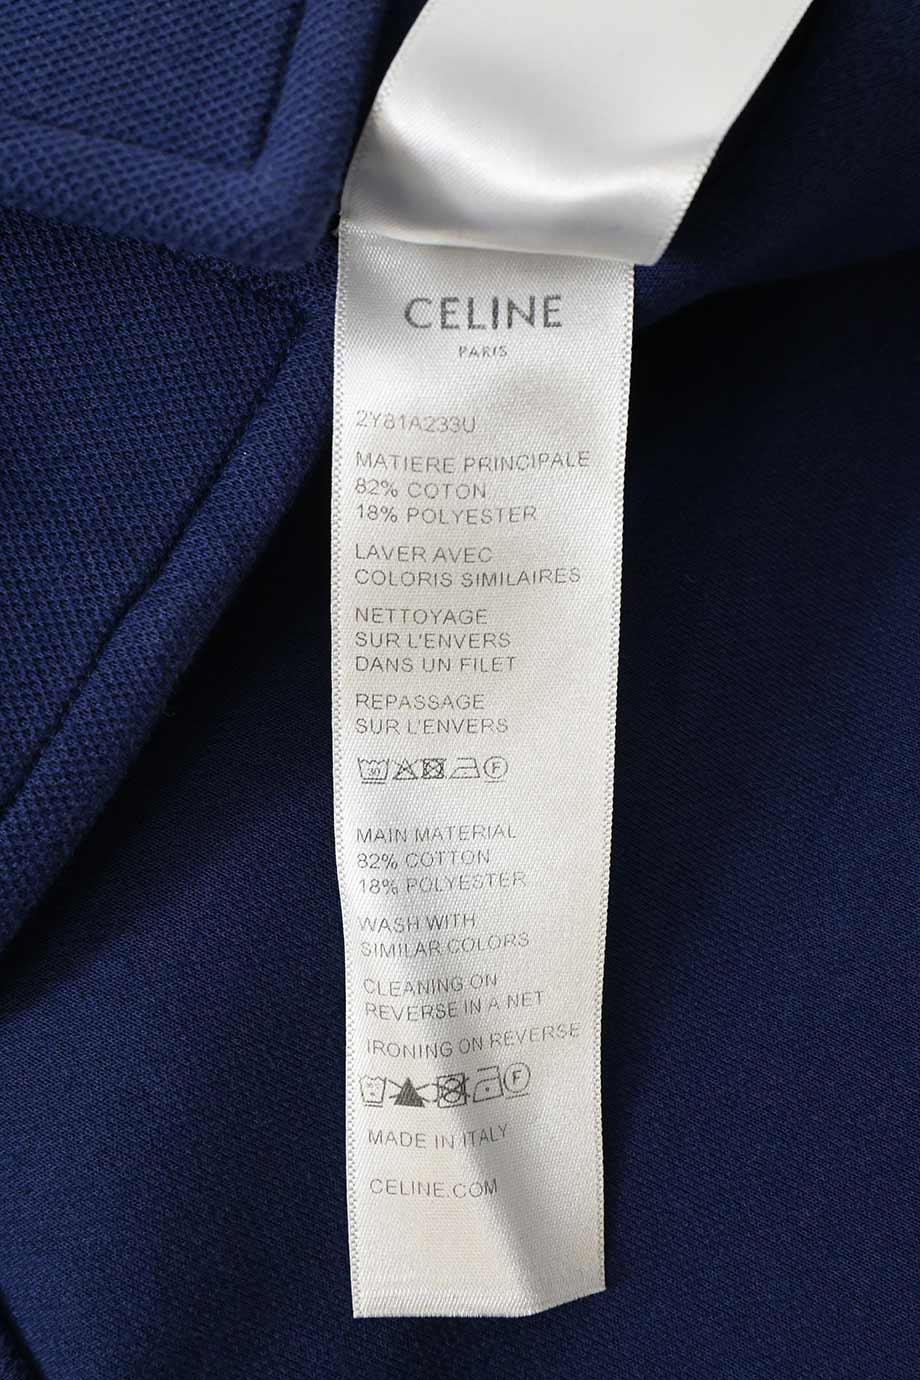 CELINE
PARIS
2Y81A233U
MATIERE PRINCIPALE
82% COTON
18% POLYESTER
LAVER AVEC
COLORIS SIMILAIRES
NETTOYAGE
SUR L'ENVERS
DANS UN FILET
REPASSAGE
SUR L'ENVERS
30 F
MAIN MATERIAL
82% COTTON
18% POLYESTER
WASH WITH
SIMILAR COLORS
CLEANING ON
REVERSE IN A NET
IRONING ON REVERSE
F
MADE IN ITALY
CELINE.COM